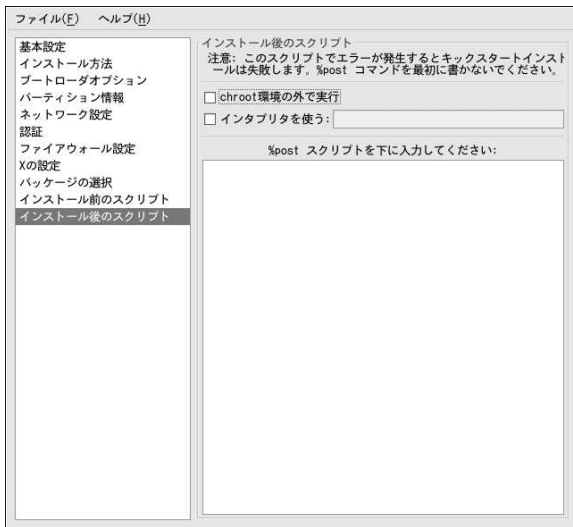 ファイル(F) ヘルプ(H)
基本設定
インストール方法
ブートローダオプション
パーティション情報
ネットワーク設定
認証
ファイアウォール設定
Xの設定
パッケージの選択
インストール前のスクリプト
インストール後のスクリプト
インストール後のスクリプト
注意: このスクリプトでエラーが発生するとキックスタートインスト
ールは失敗します。%post コマンドを最初に書かないでください。
chroot環境の外で実行
インタプリタを使う:
%post スクリプトを下に入力してください: